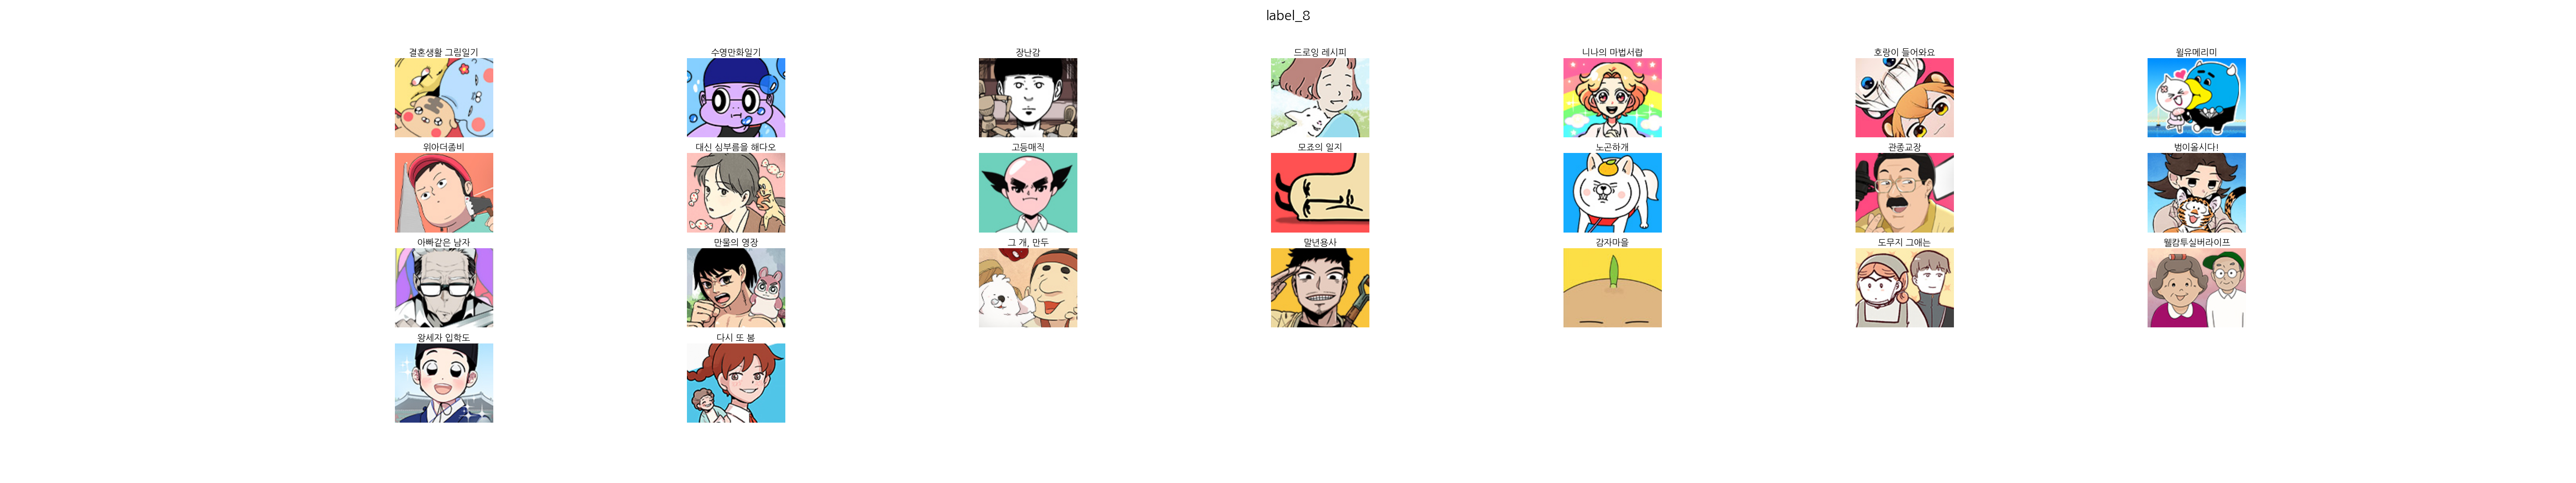 label_8
결혼생활 그림일기
수영만화일기
장난감
드로잉 레시피
니나의 마법서랍
호랑이 들어와요
윌유메리미
위아더좀비
대신 심부름을 해다오
고등매직
모죠의 일지
노곤하개
관종교장
범이올시다!
아빠같은 남자
만물의 영장
그 개, 만두
말년용사
감자마을
도무지 그애는
웰캄투실버라이프
왕세자 입학도
다시 또 봄